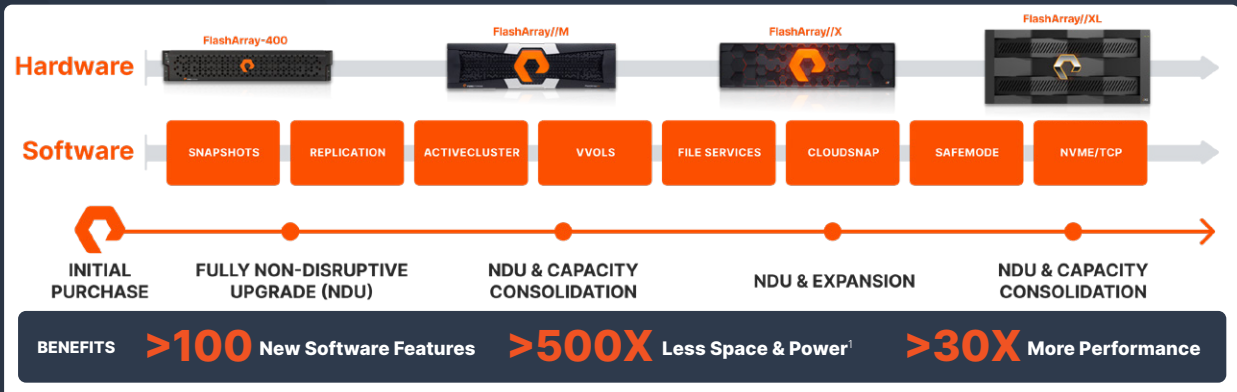 FlashArray-400
FlashArray//M
FlashArray//X
FlashArray//XL
Hardware
Software
SNAPSHOTS
REPLICATION
ACTIVECLUSTER
VVOLS
FILE SERVICES
CLOUDSNAP
SAFEMODE
NVME/TCP
INITIAL
PURCHASE
FULLY NON-DISRUPTIVE
UPGRADE (NDU)
NDU & CAPACITY
CONSOLIDATION
NDU & EXPANSION
NDU & CAPACITY
CONSOLIDATION
BENEFITS
>100 New Software Features
>500X Less Space & Power¹
>30X More Performance